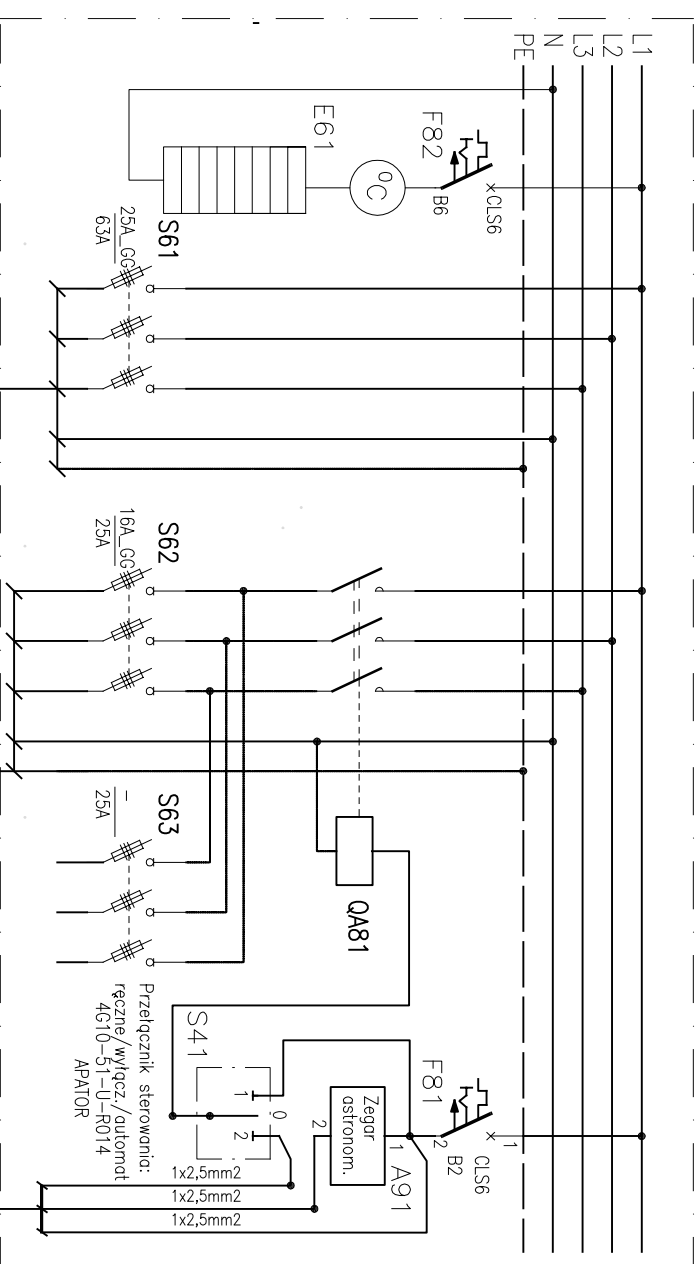 L1
L2
L3
N
PE
F82
CLS6
B6
°C
E61
S61
25A_GG
63A
S62
16A_GG
25A
S63
-
25A
QA81
F81
CLS6
B2
1
2
A91
1
Zegar
astronom.
2
S41
1
0
2
Przełącznik sterowania:
ręczne/wyłącz./automat
4G10-51-U-R014
APATOR
1x2,5mm2
1x2,5mm2
1x2,5mm2